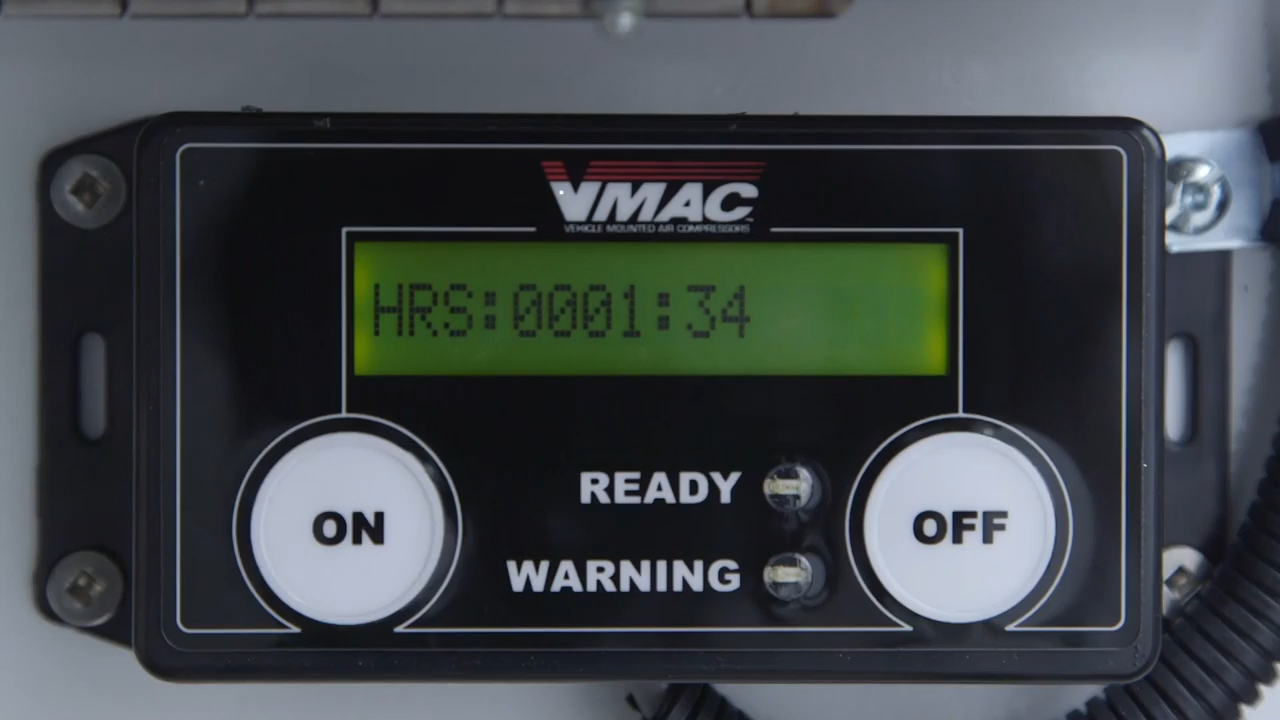 VMAC
VEHICLE MOUNTED AIR COMPRESSORS
HRS:0001:34
READY
ON
OFF
WARNING